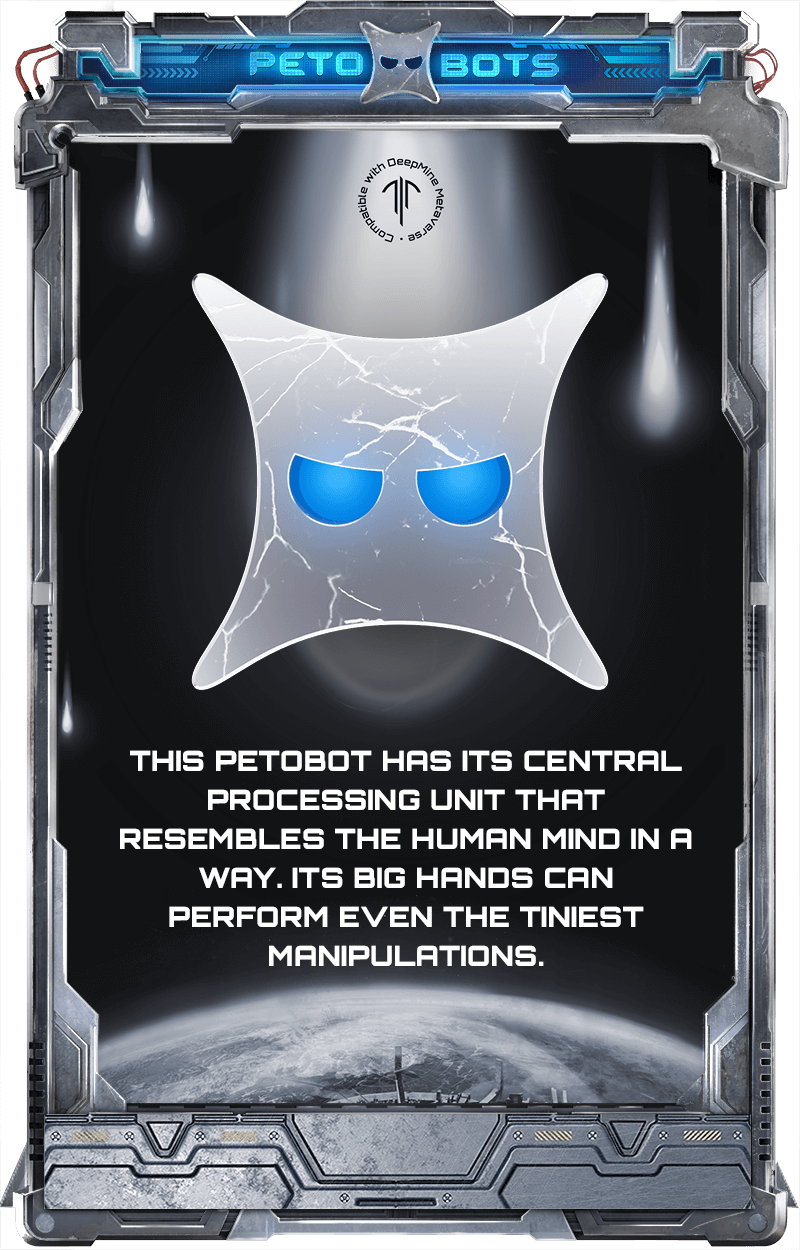 PETO BOTS
Compatible with DeepMine Metaverse •
THIS PETOBOT HAS ITS CENTRAL
PROCESSING UNIT THAT
RESEMBLES THE HUMAN MIND IN A
WAY. ITS BIG HANDS CAN
PERFORM EVEN THE TINIEST
MANIPULATIONS.